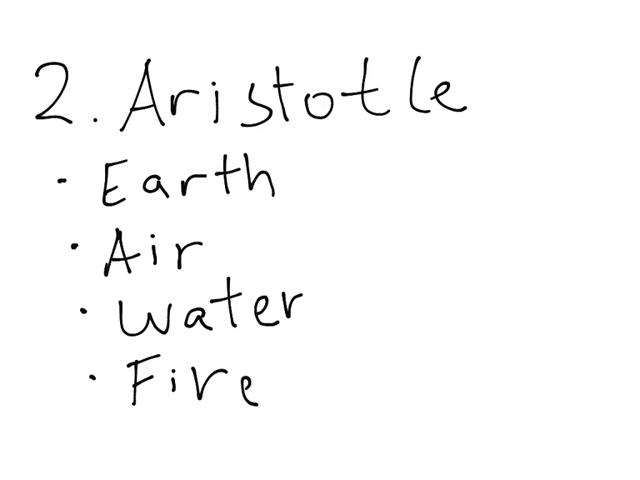 2. Aristotle
· Earth
· Air
· Water
· Fire